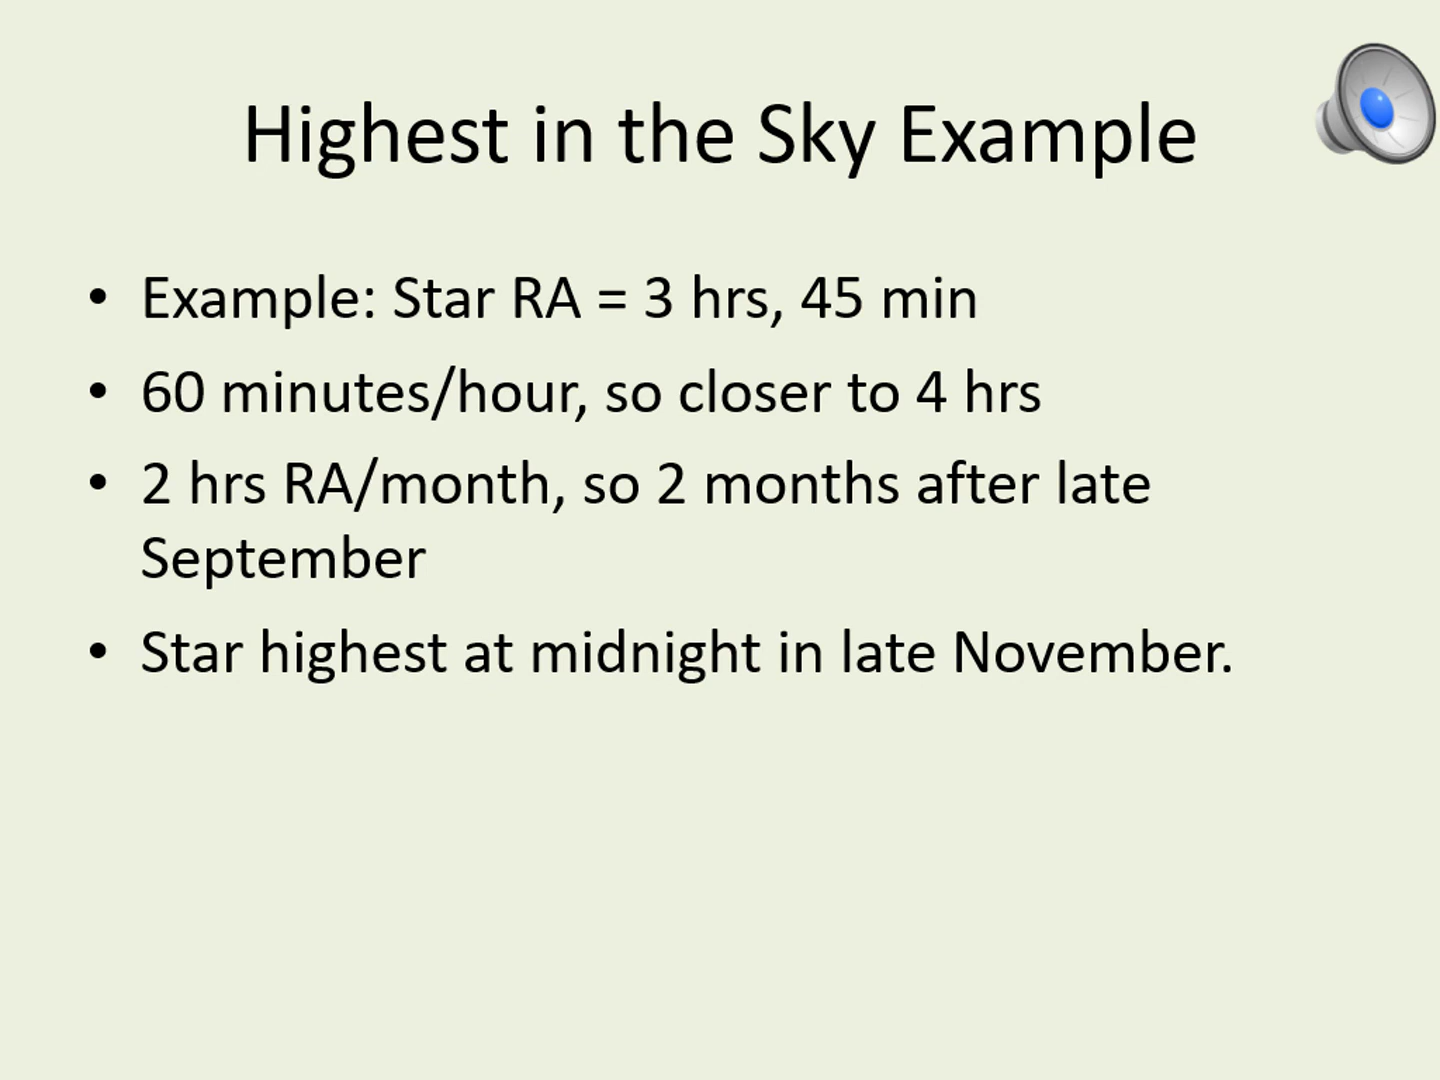 Highest in the Sky Example
• Example: Star RA = 3 hrs, 45 min
• 60 minutes/hour, so closer to 4 hrs
• 2 hrs RA/month, so 2 months after late
September
• Star highest at midnight in late November.